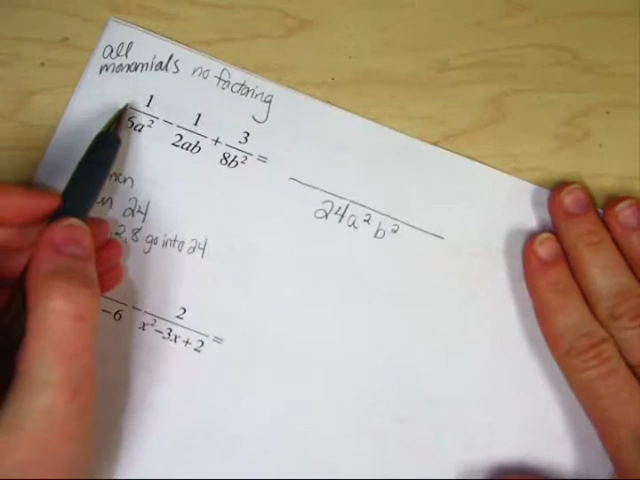 all
monomials no factoring
1/6a² - 1/2ab + 3/8b² =
24a²b²
24
2,8 go into 24
-6 - 2/x²-3x+2 =